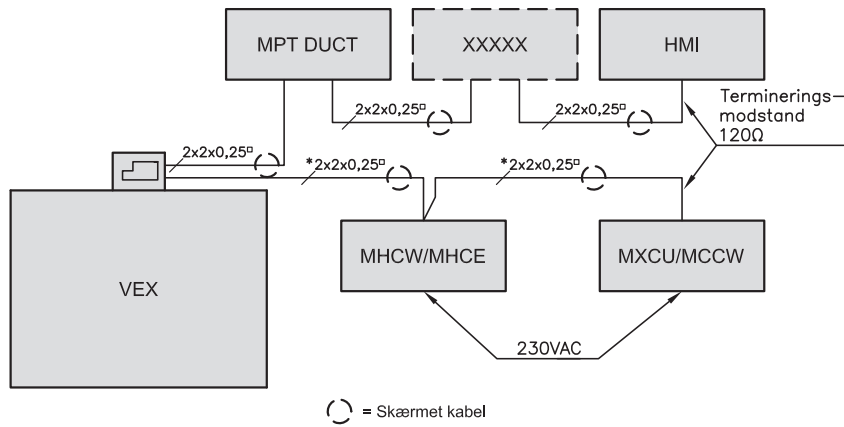 MPT DUCT
XXXXX
HMI
2x2x0,25¤
2x2x0,25¤
Terminerings–
modstand
120Ω
2x2x0,25¤
*2x2x0,25¤
*2x2x0,25¤
VEX
MHCW/MHCE
MXCU/MCCW
230VAC
= Skærmet kabel